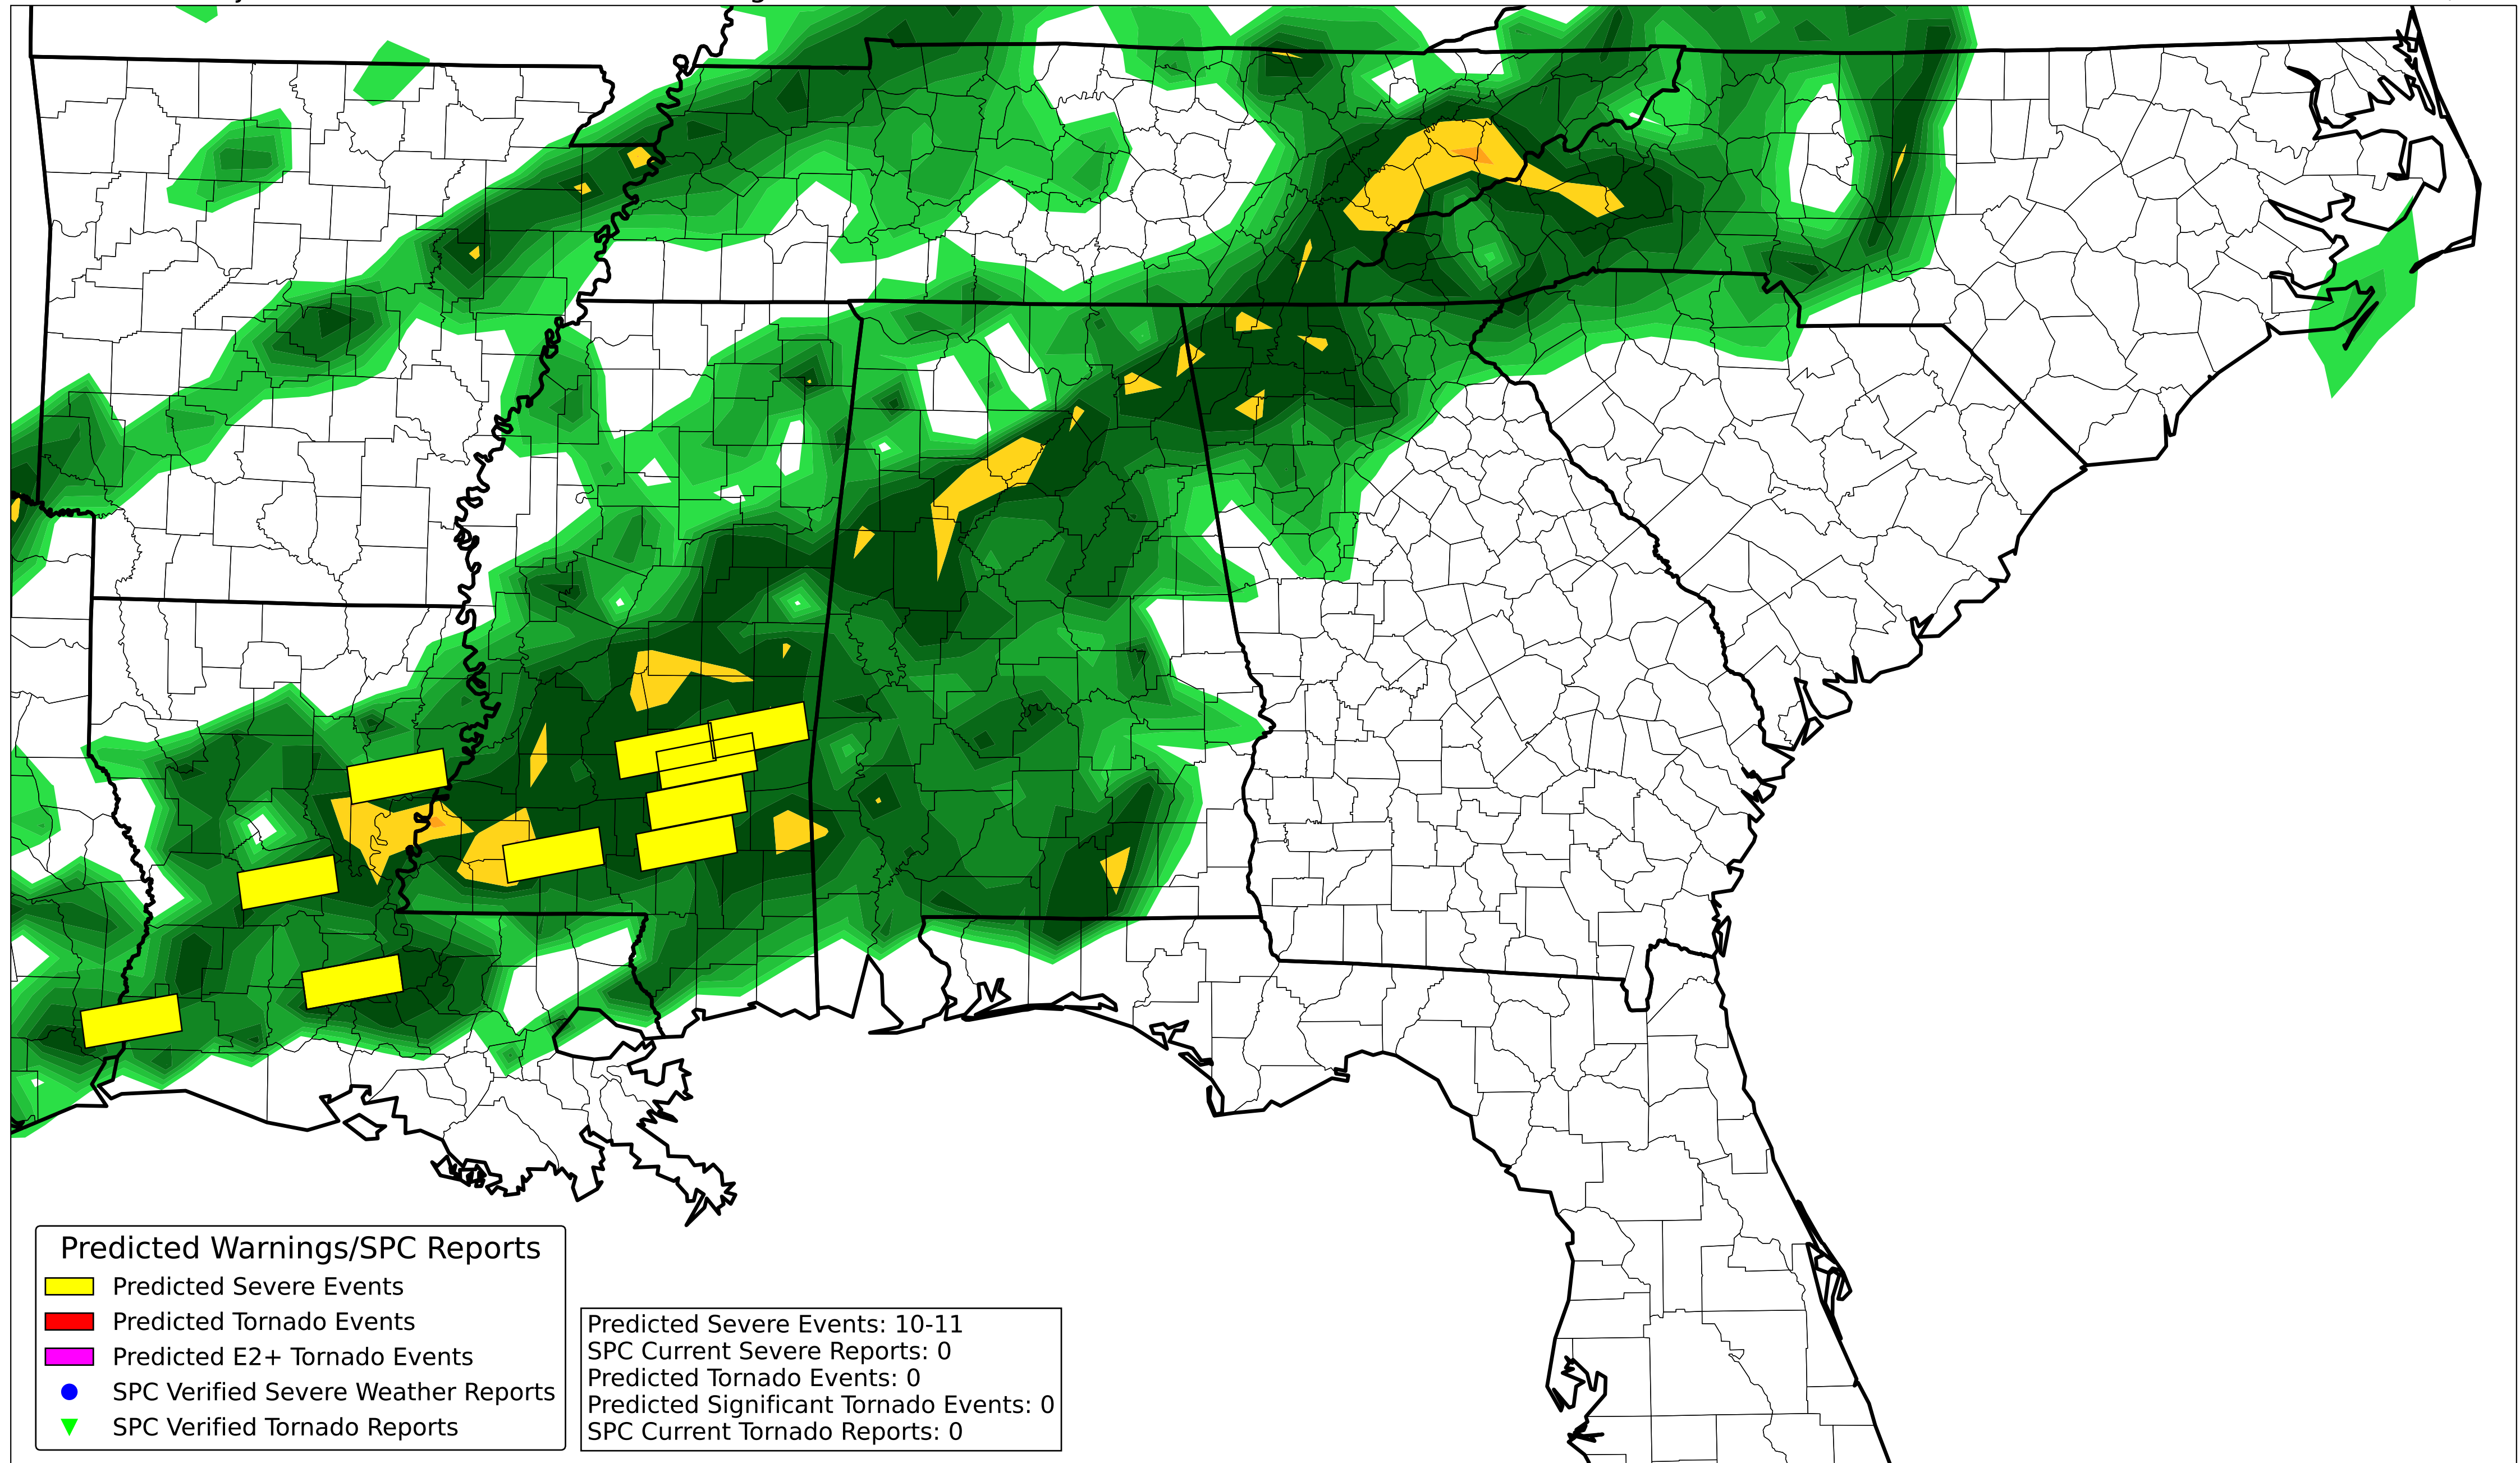 Predicted Warnings/SPC Reports
Predicted Severe Events
Predicted Tornado Events
Predicted E2+ Tornado Events
SPC Verified Severe Weather Reports
SPC Verified Tornado Reports
Predicted Severe Events: 10-11
SPC Current Severe Reports: 0
Predicted Tornado Events: 0
Predicted Significant Tornado Events: 0
SPC Current Tornado Reports: 0